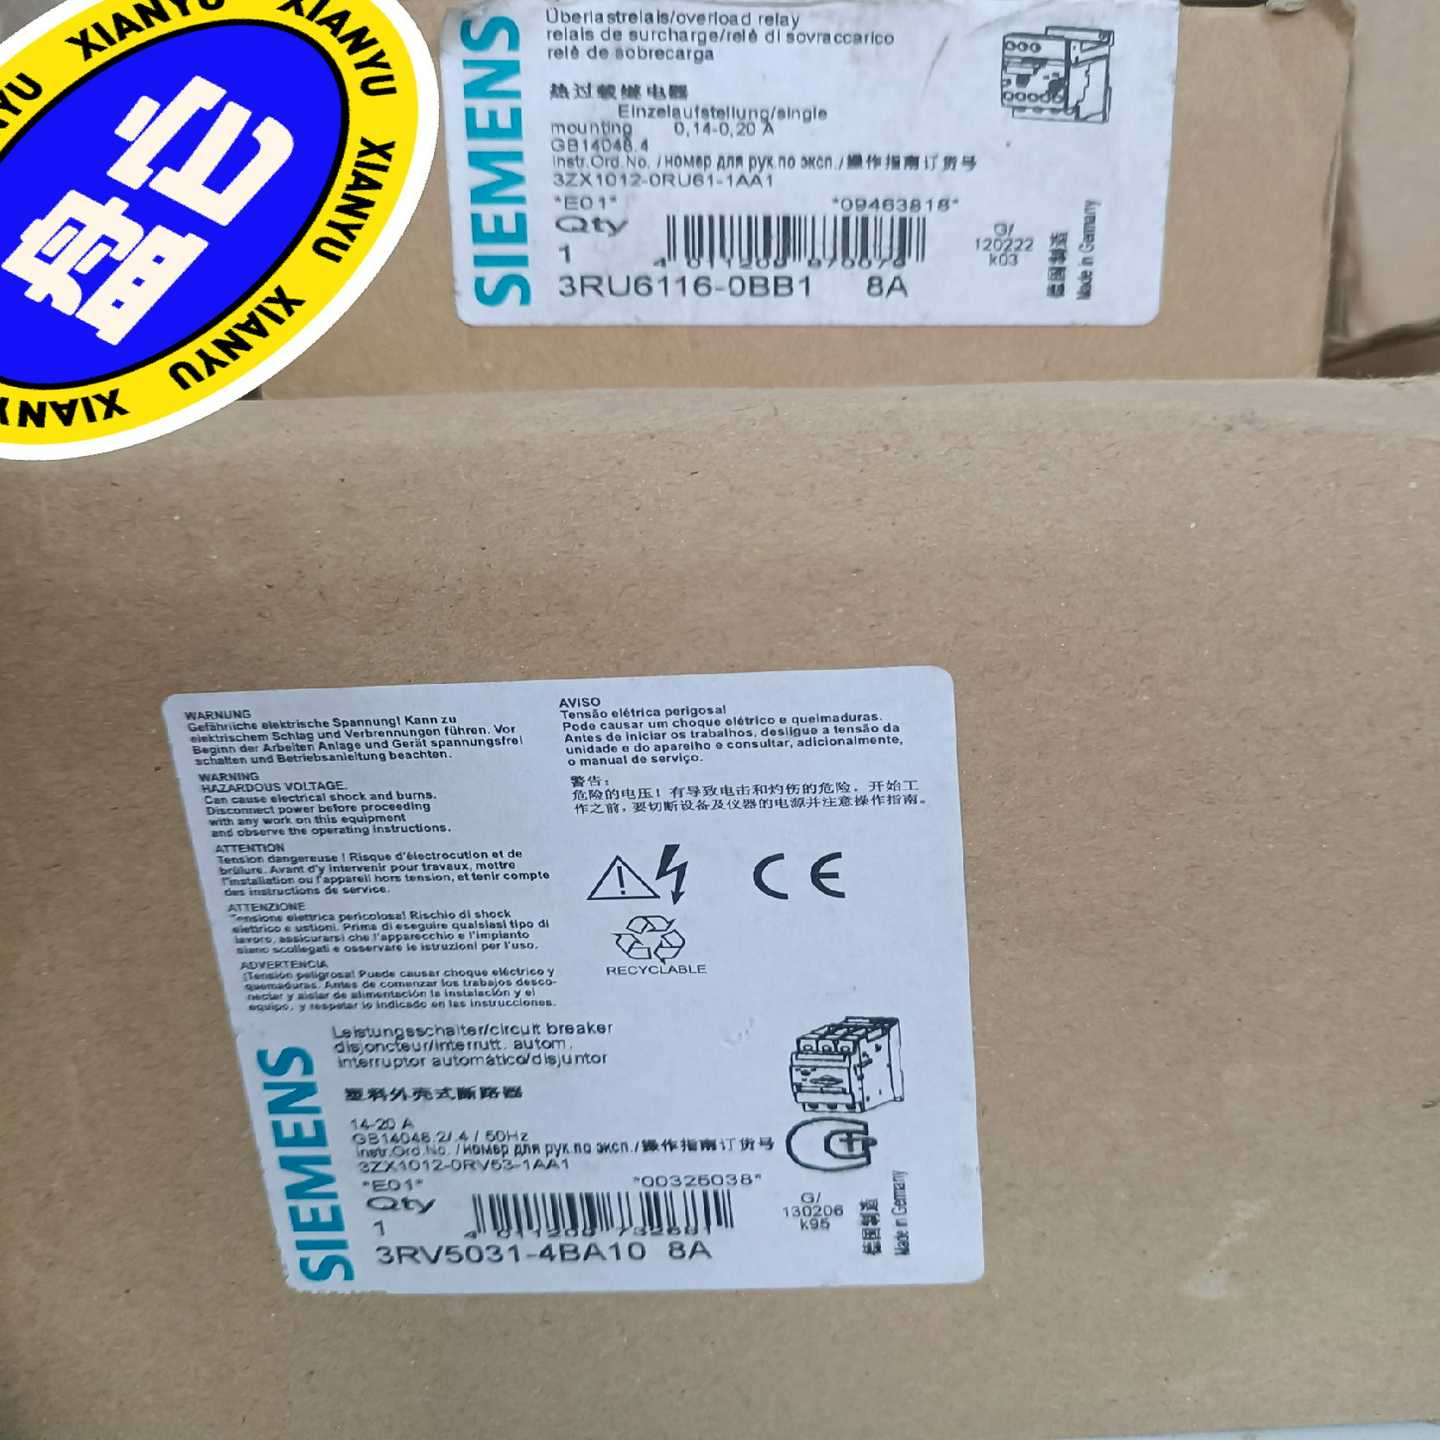 XIANYU
XIANYU
XIANYU
XIANYU
XIANYU
盘它
SIEMENS
Überlastrelais/overload relay
relais de surcharge/relè di sovraccarico
relé de sobrecarga
热过载继电器
Einzelaufstellung/single
mounting 0,14-0,20 A
GB14048.4
Instr.Ord.No. /номер для рук.по эксп./操作指南订货号
3ZX1012-0RU61-1AA1
*E01* *09463818*
Qty
1
4 011209 970076
3RU6116-0BB1 8A
G/
120222
k03
德国制造
Made in Germany
WARNUNG
Gefährliche elektrische Spannung! Kann zu
elektrischem Schlag und Verbrennungen führen. Vor
Beginn der Arbeiten Anlage und Gerät spannungsfrei
schalten und Betriebsanleitung beachten.
WARNING
HAZARDOUS VOLTAGE.
Can cause electrical shock and burns.
Disconnect power before proceeding
with any work on this equipment
and observe the operating instructions.
ATTENTION
Tension dangereuse ! Risque d'électrocution et de
brûlure. Avant d'y intervenir pour travaux, mettre
l'installation ou l'appareil hors tension, et tenir compte
des instructions de service.
ATTENZIONE
Tensione elettrica pericolosa! Rischio di shock
elettrico e ustioni. Prima di eseguire qualsiasi tipo di
lavoro, assicurarsi che l'apparecchio e l'impianto
siano scollegati e osservare le istruzioni per l'uso.
ADVERTENCIA
¡Tensión peligrosa! Puede causar choque eléctrico y
quemaduras. Antes de comenzar los trabajos desco-
nectar y aislar de alimentación la instalación y el
equipo, y respetar lo indicado en las instrucciones.
AVISO
Tensão elétrica perigosa!
Pode causar um choque elétrico e queimaduras.
Antes de iniciar os trabalhos, desligue a tensão da
unidade e do aparelho e consultar, adicionalmente,
o manual de serviço.
警告:
危险的电压! 有导致电击和灼伤的危险. 开始工
作之前, 要切断设备及仪器的电源并注意操作指南。
CE
RECYCLABLE
SIEMENS
Leistungsschalter/circuit breaker
disjoncteur/interrutt. autom.
interruptor automático/disjuntor
塑料外壳式断路器
14-20 A
GB14048.2/.4 / 50Hz
Instr.Ord.No. /номер для рук.по эксп./操作指南订货号
3ZX1012-0RV53-1AA1
*E01* *00325038*
Qty
1
4 011209 732681
3RV5031-4BA10 8A
G/
130206
k95
德国制造
Made in Germany